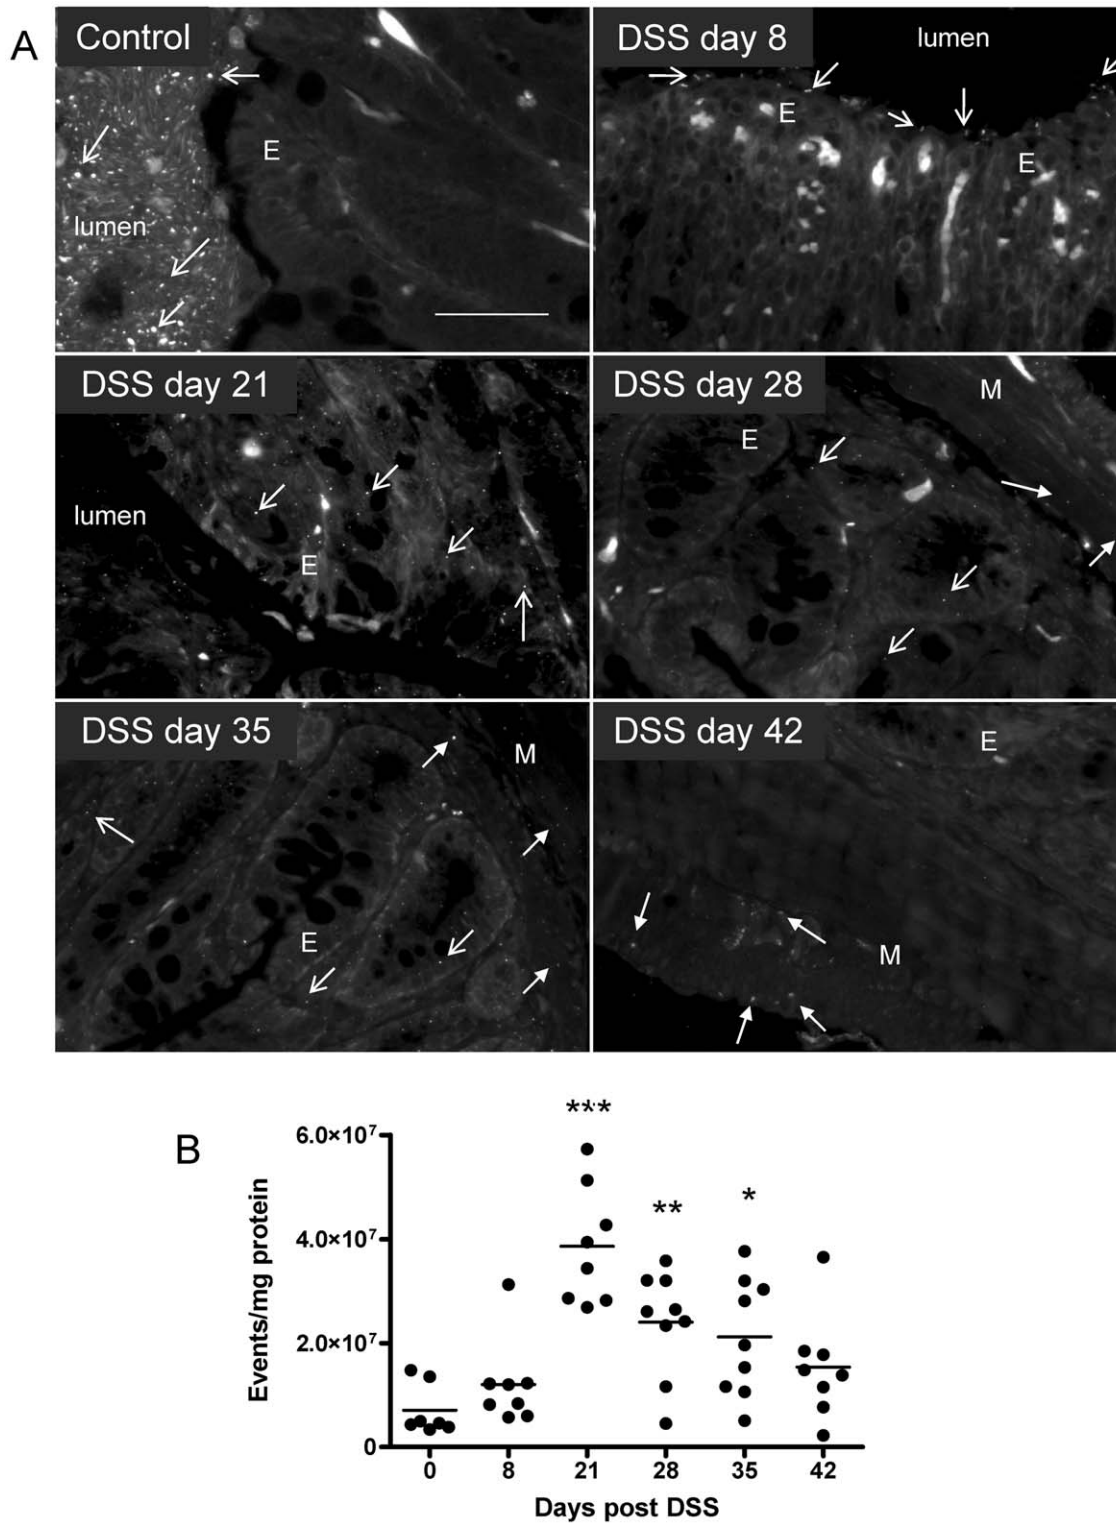 A
Control
E
lumen
DSS day 8
lumen
E
E
DSS day 21
lumen
E
DSS day 28
M
E
DSS day 35
M
E
DSS day 42
E
M
B
***
**
*
6.0×10⁷
4.0×10⁷
2.0×10⁷
0
Events/mg protein
0 8 21 28 35 42
Days post DSS